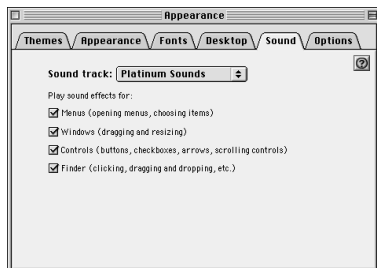 Appearance
Themes Appearance Fonts Desktop Sound Options
?
Sound track: Platinum Sounds
Play sound effects for:
Menus (opening menus, choosing items)
Windows (dragging and resizing)
Controls (buttons, checkboxes, arrows, scrolling controls)
Finder (clicking, dragging and dropping, etc.)